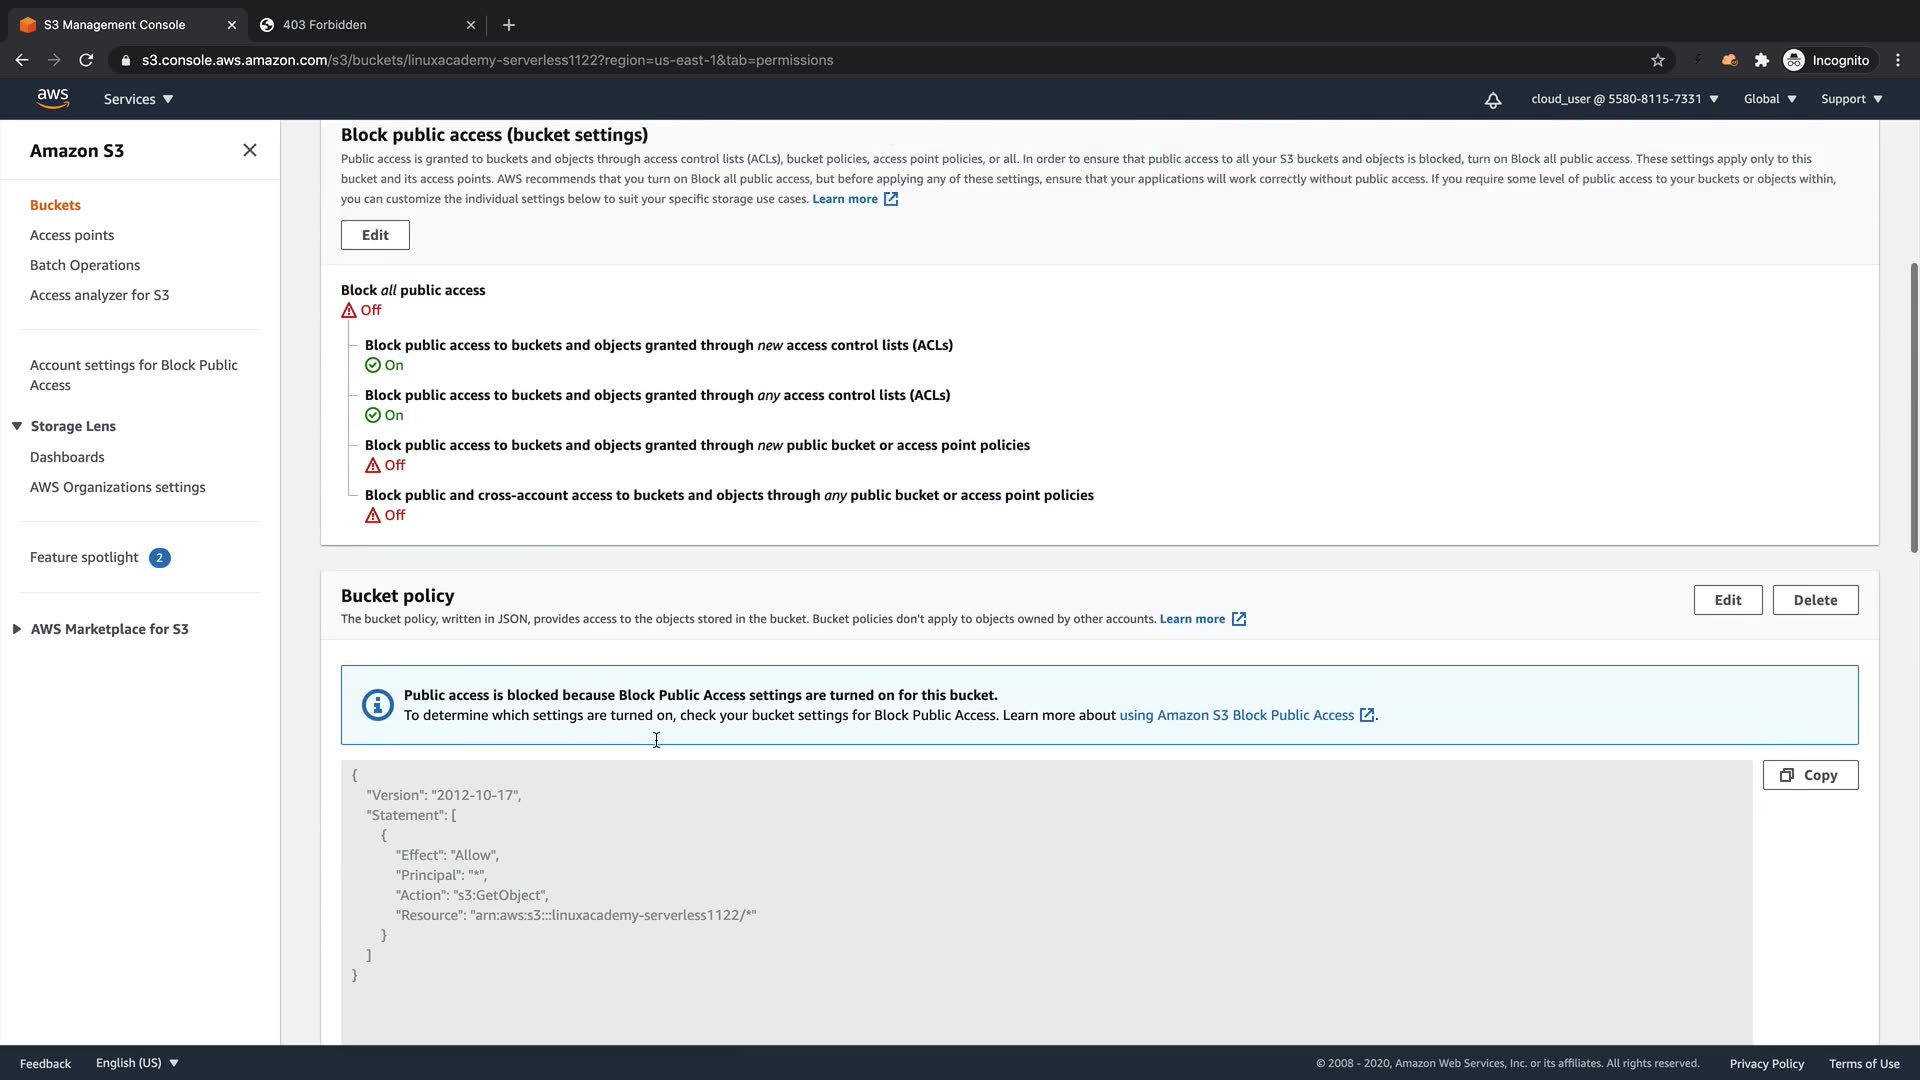 S3 Management Console
403 Forbidden
s3.console.aws.amazon.com/s3/buckets/linuxacademy-serverless1122?region=us-east-1&tab=permissions
Incognito
aws
Services
cloud_user @ 5580-8115-7331
Global
Support
Amazon S3
Buckets
Access points
Batch Operations
Access analyzer for S3
Account settings for Block Public
Access
Storage Lens
Dashboards
AWS Organizations settings
Feature spotlight 2
AWS Marketplace for S3
Block public access (bucket settings)
Public access is granted to buckets and objects through access control lists (ACLs), bucket policies, access point policies, or all. In order to ensure that public access to all your S3 buckets and objects is blocked, turn on Block all public access. These settings apply only to this
bucket and its access points. AWS recommends that you turn on Block all public access, but before applying any of these settings, ensure that your applications will work correctly without public access. If you require some level of public access to your buckets or objects within,
you can customize the individual settings below to suit your specific storage use cases. Learn more
Edit
Block all public access
Off
Block public access to buckets and objects granted through new access control lists (ACLs)
On
Block public access to buckets and objects granted through any access control lists (ACLs)
On
Block public access to buckets and objects granted through new public bucket or access point policies
Off
Block public and cross-account access to buckets and objects through any public bucket or access point policies
Off
Bucket policy
The bucket policy, written in JSON, provides access to the objects stored in the bucket. Bucket policies don't apply to objects owned by other accounts. Learn more
Edit
Delete
Public access is blocked because Block Public Access settings are turned on for this bucket.
To determine which settings are turned on, check your bucket settings for Block Public Access. Learn more about using Amazon S3 Block Public Access.
Copy
{
"Version": "2012-10-17",
"Statement": [
{
"Effect": "Allow",
"Principal": "*",
"Action": "s3:GetObject",
"Resource": "arn:aws:s3:::linuxacademy-serverless1122/*"
}
]
}
Feedback
English (US)
© 2008 - 2020, Amazon Web Services, Inc. or its affiliates. All rights reserved.
Privacy Policy
Terms of Use